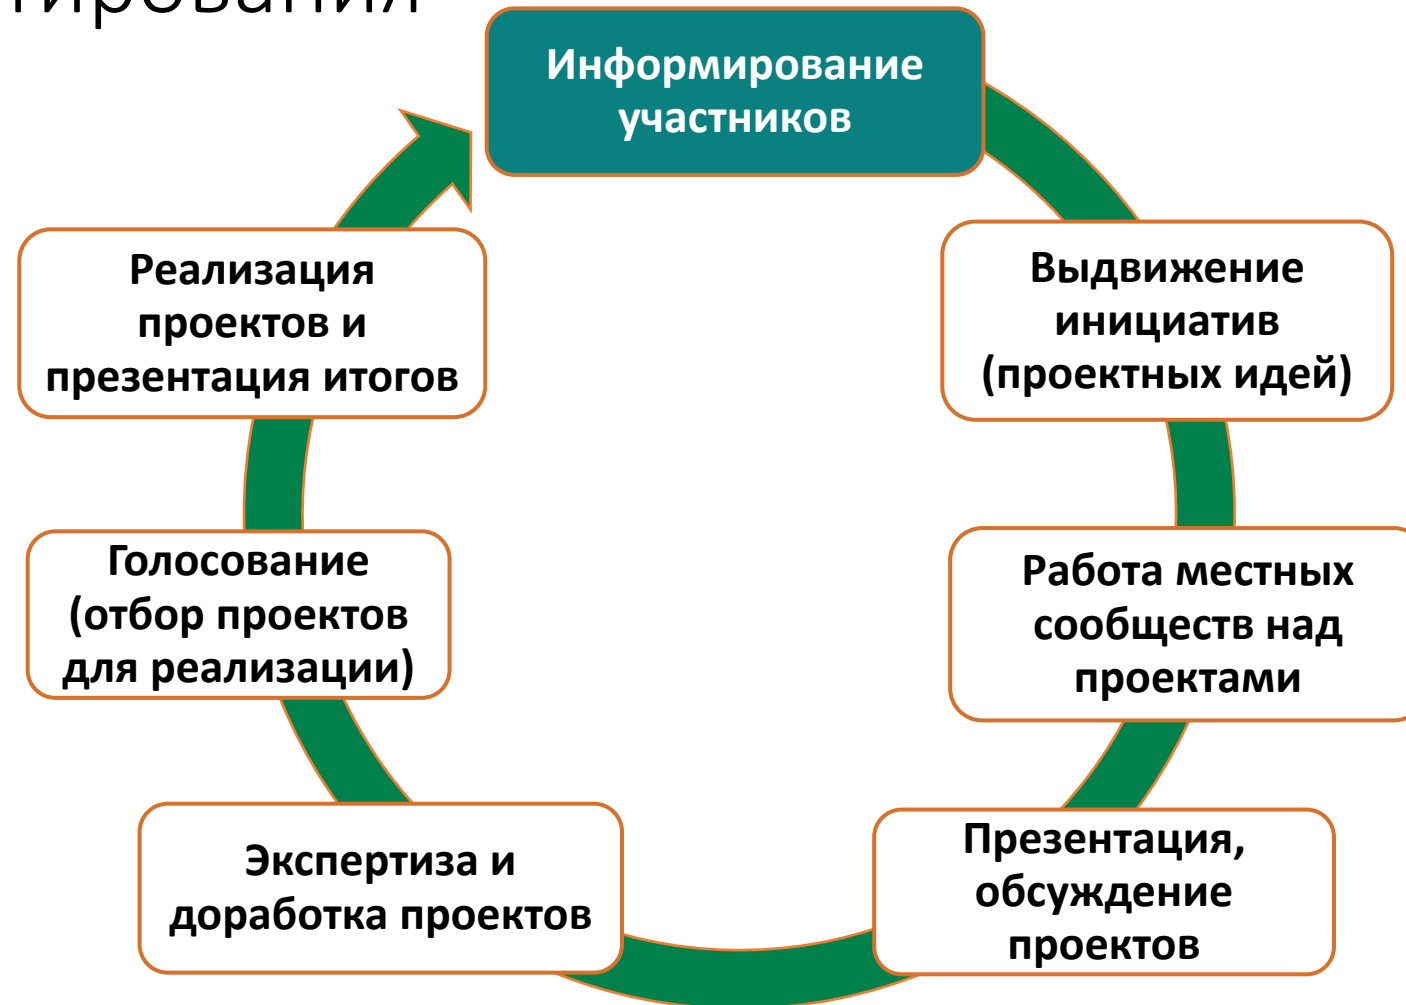 тирования
Информирование
участников
Выдвижение
инициатив
(проектных идей)
Работа местных
сообществ над
проектами
Презентация,
обсуждение
проектов
Экспертиза и
доработка проектов
Голосование
(отбор проектов
для реализации)
Реализация
проектов и
презентация итогов